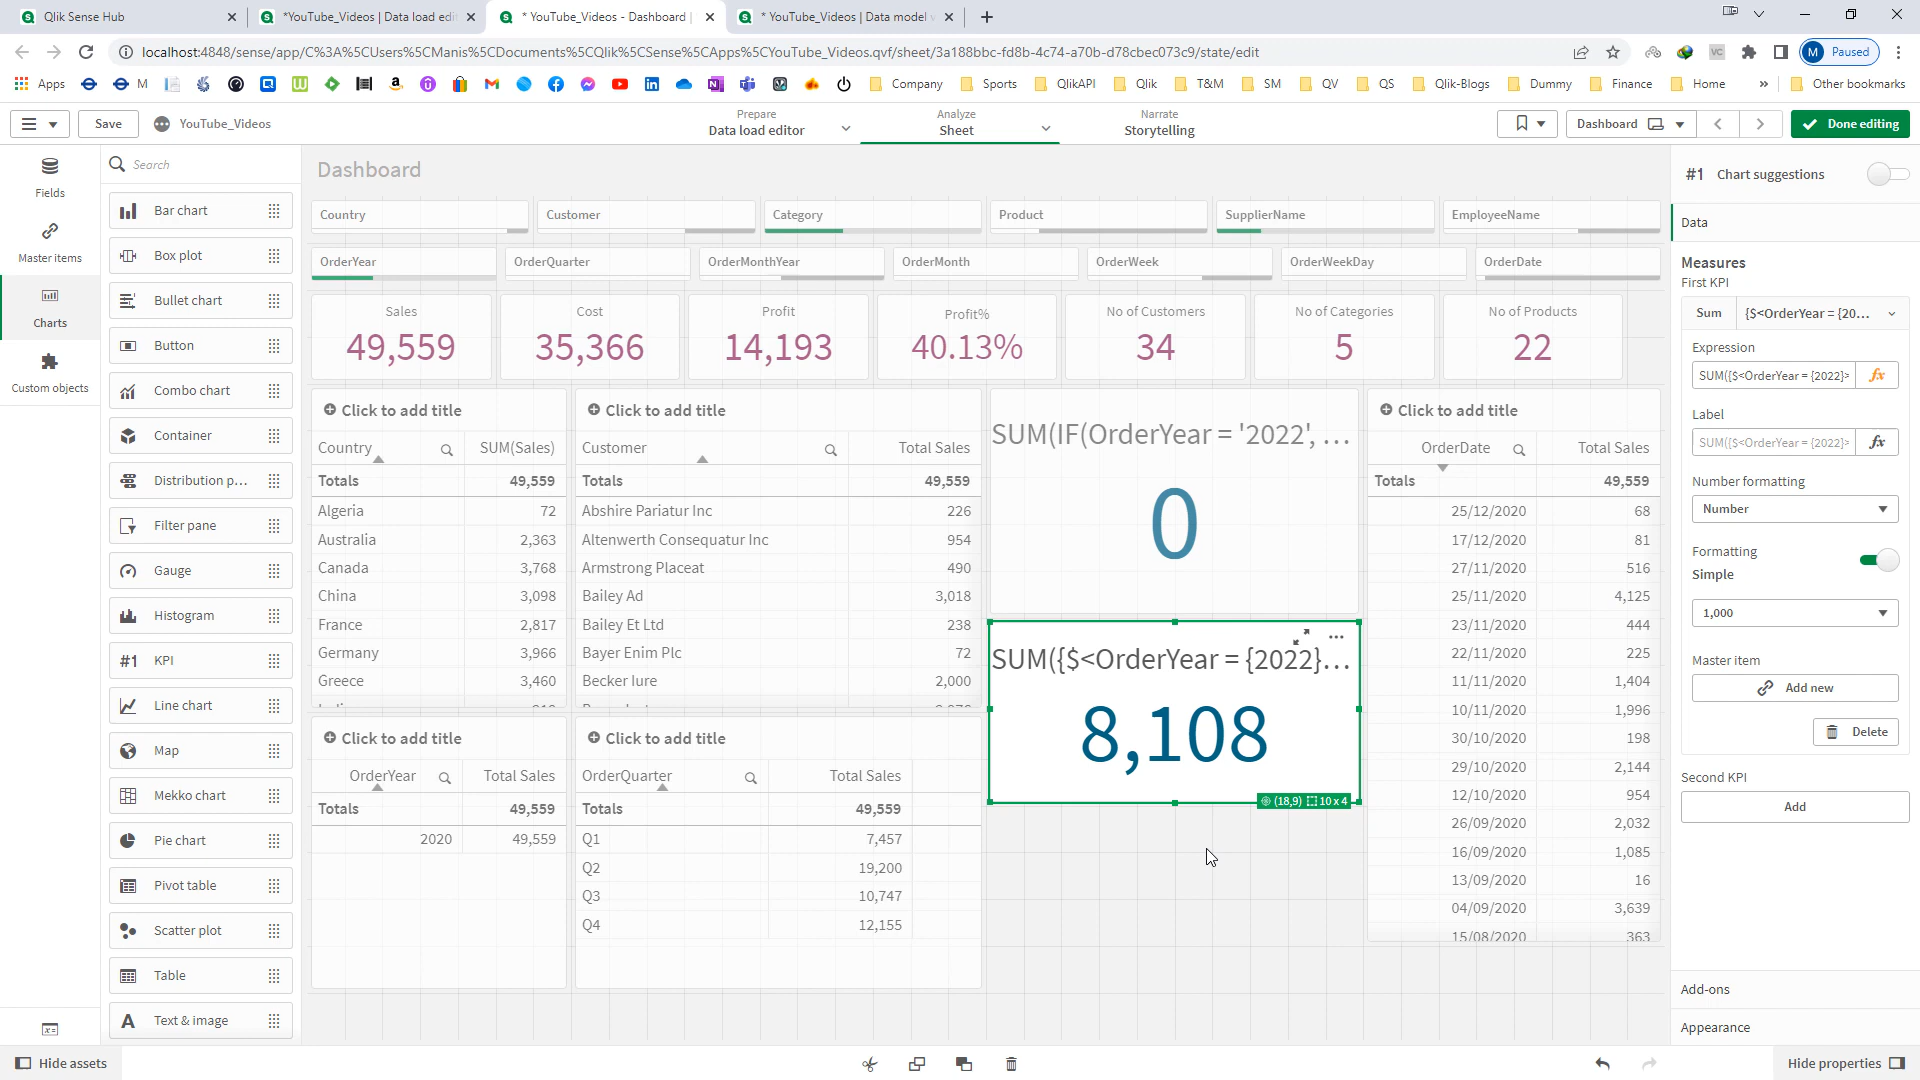 Qlik Sense Hub
*YouTube_Videos | Data load edi
* YouTube_Videos - Dashboard |
* YouTube_Videos | Data model v
localhost:4848/sense/app/C%3A%5CUsers%5CManis%5CDocuments%5CQlik%5CSense%5CApps%5CYouTube_Videos.qvf/sheet/3a188bbc-fd8b-4c74-a70b-d78cbec073c9/state/edit
M Paused
Apps
M
Company
Sports
QlikAPI
Qlik
T&M
SM
QV
QS
Qlik-Blogs
Dummy
Finance
Home
»
Other bookmarks
Save
YouTube_Videos
Prepare
Data load editor
Analyze
Sheet
Narrate
Storytelling
Dashboard
Done editing
Fields
Master items
Charts
Custom objects
Search
Bar chart
Box plot
Bullet chart
Button
Combo chart
Container
Distribution p...
Filter pane
Gauge
Histogram
#1 KPI
Line chart
Map
Mekko chart
Pie chart
Pivot table
Scatter plot
Table
A Text & image
Dashboard
Country
Customer
Category
Product
SupplierName
EmployeeName
OrderYear
OrderQuarter
OrderMonthYear
OrderMonth
OrderWeek
OrderWeekDay
OrderDate
Sales
49,559
Cost
35,366
Profit
14,193
Profit%
40.13%
No of Customers
34
No of Categories
5
No of Products
22
Click to add title
Country SUM(Sales)
Totals 49,559
Algeria 72
Australia 2,363
Canada 3,768
China 3,098
France 2,817
Germany 3,966
Greece 3,460
Click to add title
Customer Total Sales
Totals 49,559
Abshire Pariatur Inc 226
Altenwerth Consequatur Inc 954
Armstrong Placeat 490
Bailey Ad 3,018
Bailey Et Ltd 238
Bayer Enim Plc 72
Becker Iure 2,000
SUM(IF(OrderYear = '2022', ...
0
SUM({$<OrderYear = {2022}...
8,108
(18,9) 10 x 4
Click to add title
OrderDate Total Sales
Totals 49,559
25/12/2020 68
17/12/2020 81
27/11/2020 516
25/11/2020 4,125
23/11/2020 444
22/11/2020 225
11/11/2020 1,404
10/11/2020 1,996
30/10/2020 198
29/10/2020 2,144
12/10/2020 954
26/09/2020 2,032
16/09/2020 1,085
13/09/2020 16
04/09/2020 3,639
15/08/2020 363
Click to add title
OrderYear Total Sales
Totals 49,559
2020 49,559
Click to add title
OrderQuarter Total Sales
Totals 49,559
Q1 7,457
Q2 19,200
Q3 10,747
Q4 12,155
#1 Chart suggestions
Data
Measures
First KPI
Sum {$<OrderYear = {20...
Expression
SUM({$<OrderYear = {2022}> fx
Label
SUM({$<OrderYear = {2022}> fx
Number formatting
Number
Formatting
Simple
1,000
Master item
Add new
Delete
Second KPI
Add
Add-ons
Appearance
Hide assets
Hide properties